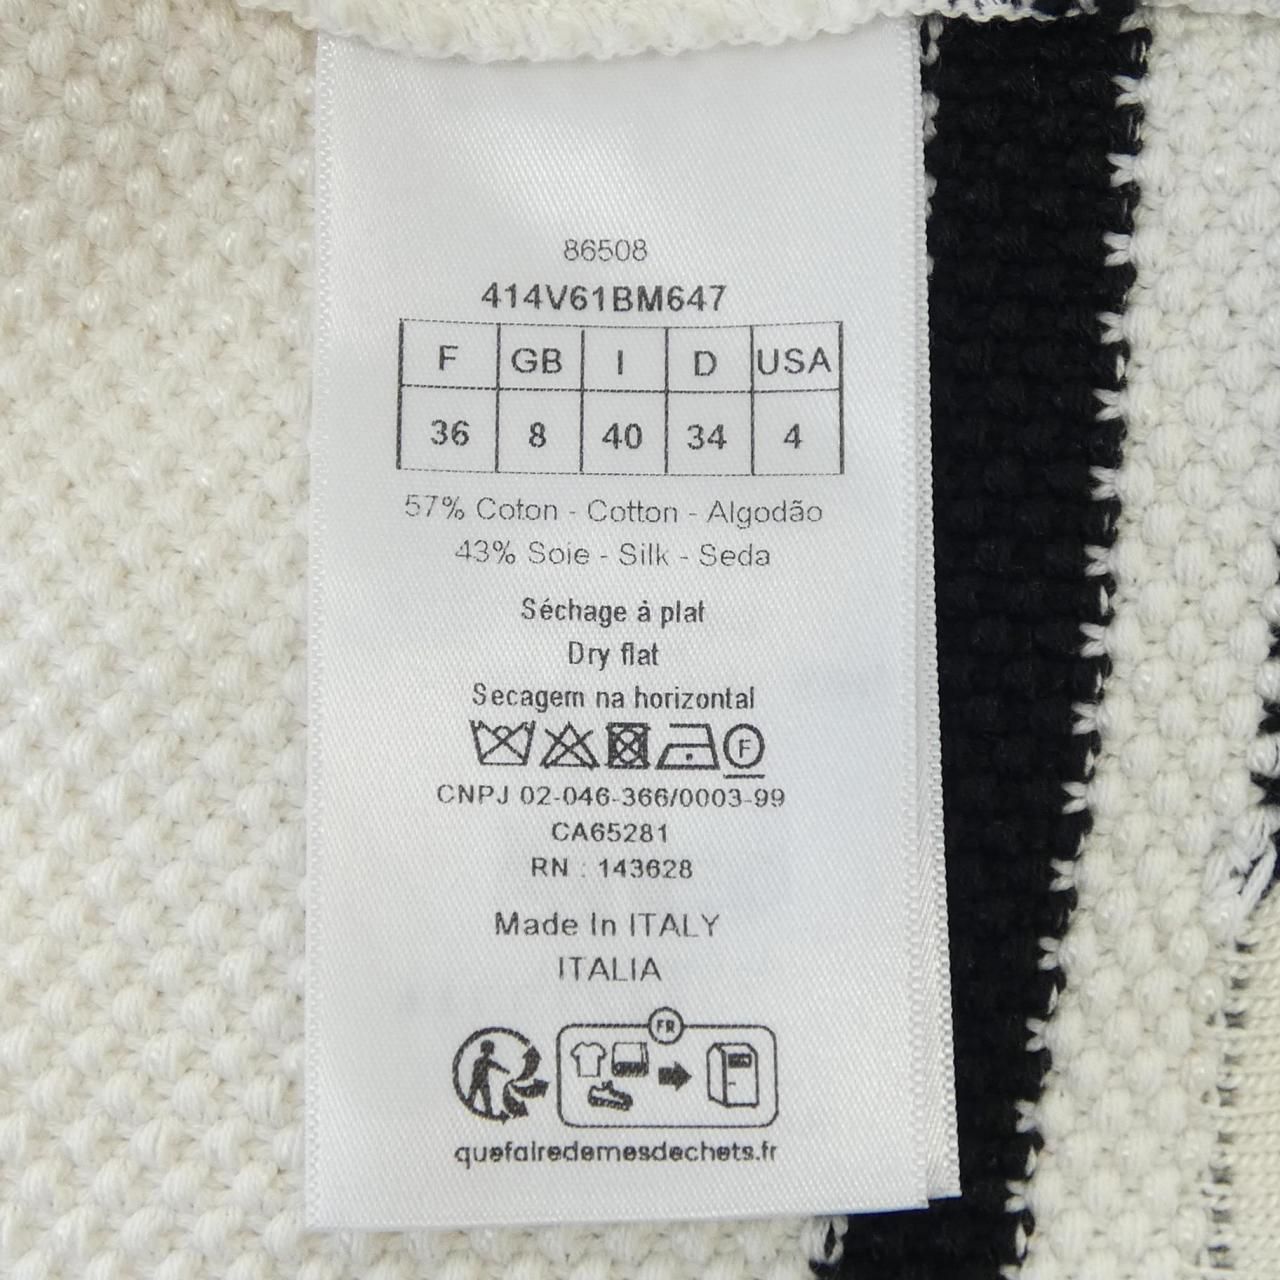 86508
414V61BM647
F GB I D USA
36 8 40 34 4
57% Coton - Cotton - Algodão
43% Soie - Silk - Seda
Séchage à plat
Dry flat
Secagem na horizontal
F
CNPJ 02-046-366/0003-99
CA65281
RN : 143628
Made In ITALY
ITALIA
FR
quefairedemesdechets.fr